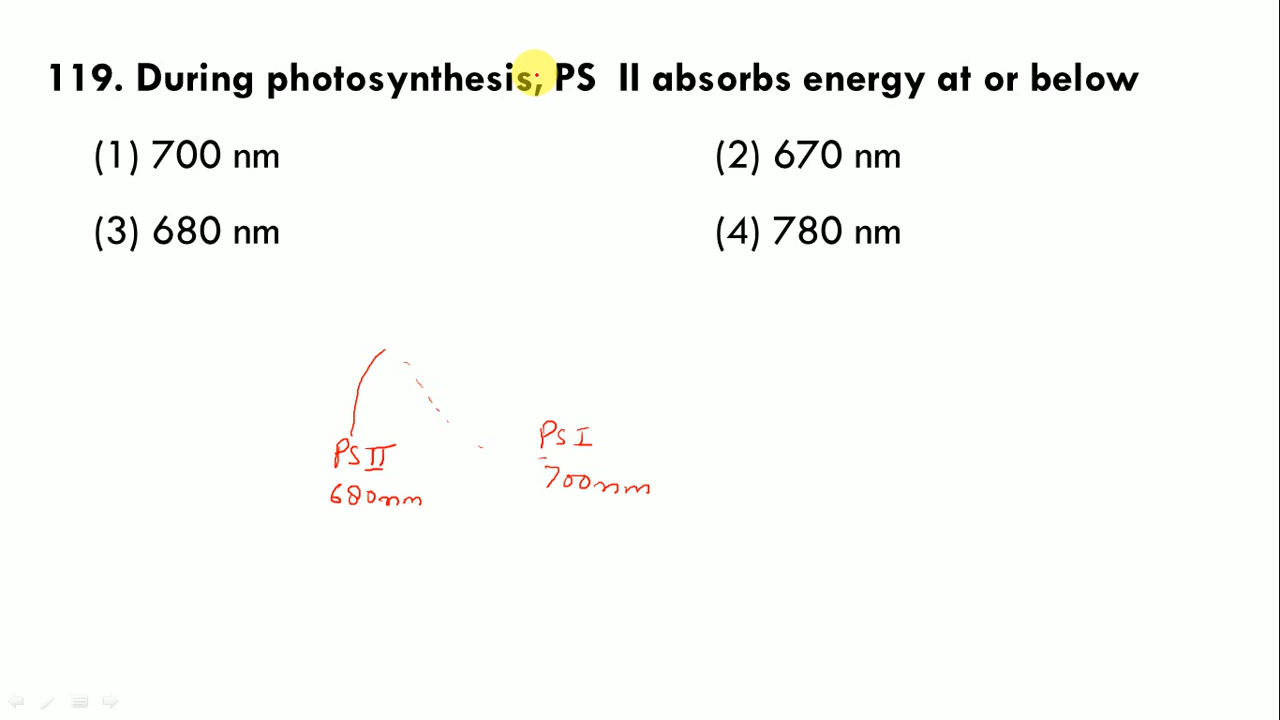 119. During photosynthesis, PS II absorbs energy at or below
(1) 700 nm (2) 670 nm
(3) 680 nm (4) 780 nm
PS II PS I
680nm 700nm